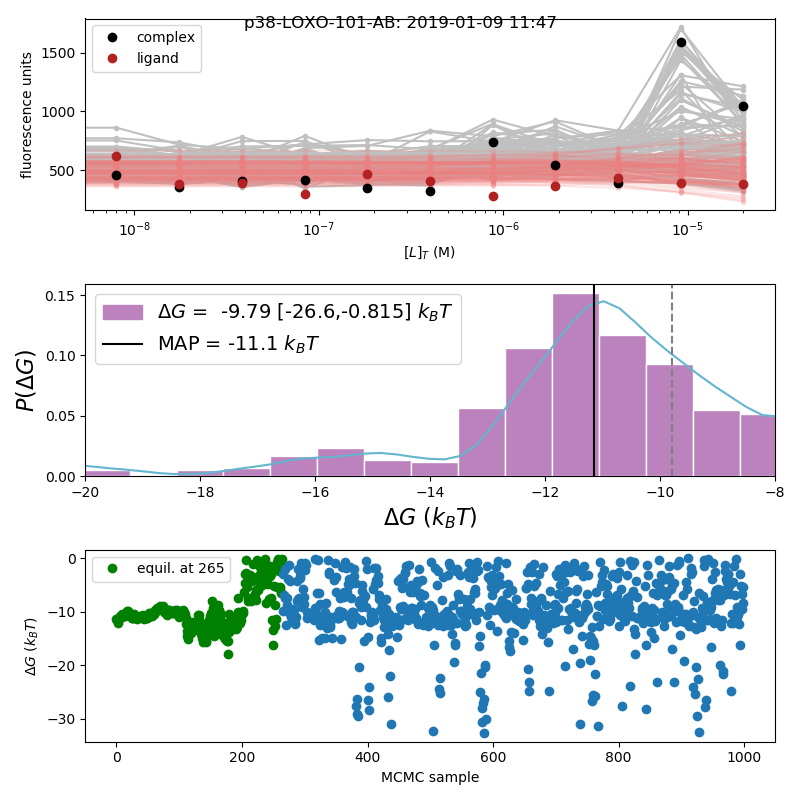 p38-LOXO-101-AB: 2019-01-09 11:47
complex
ligand
fluorescence units
1500
1000
500
10⁻⁸ 10⁻⁷ 10⁻⁶ 10⁻⁵
[L]_T (M)
ΔG = -9.79 [-26.6,-0.815] k_BT
MAP = -11.1 k_BT
P(ΔG)
0.15
0.10
0.05
0.00
−20 −18 −16 −14 −12 −10 −8
ΔG (k_BT)
equil. at 265
ΔG (k_BT)
0
−10
−20
−30
0 200 400 600 800 1000
MCMC sample